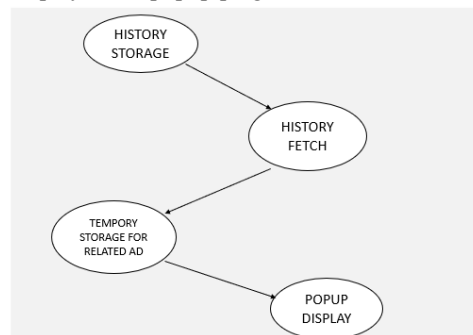 HISTORY
STORAGE
HISTORY
FETCH
TEMPORY
STORAGE FOR
RELATED AD
POPUP
DISPLAY